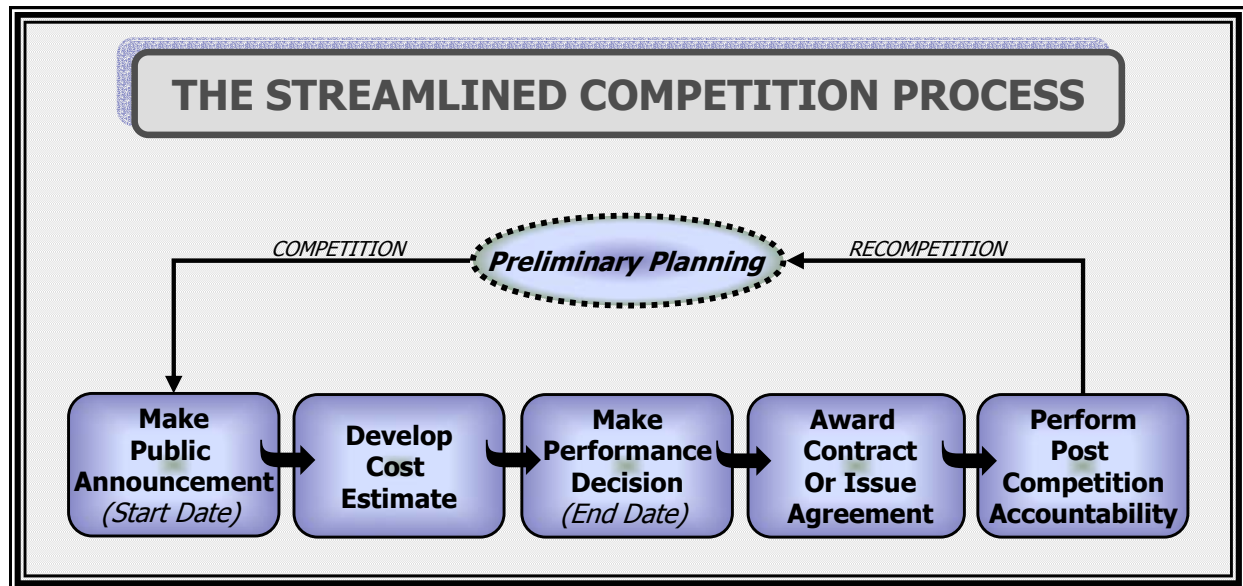 THE STREAMLINED COMPETITION PROCESS
COMPETITION
Preliminary Planning
RECOMPETITION
Make
Public
Announcement
(Start Date)
Develop
Cost
Estimate
Make
Performance
Decision
(End Date)
Award
Contract
Or Issue
Agreement
Perform
Post
Competition
Accountability